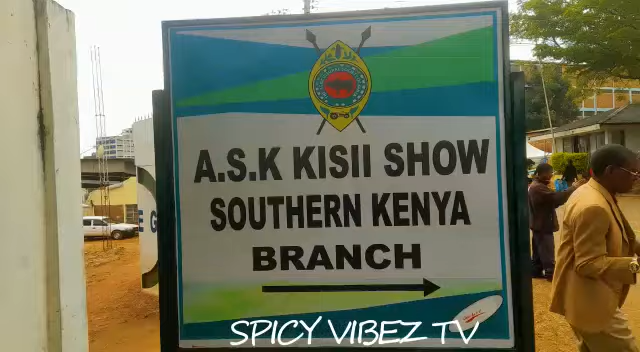 A.S.K KISII SHOW
SOUTHERN KENYA
BRANCH
SPICY VIBEZ TV